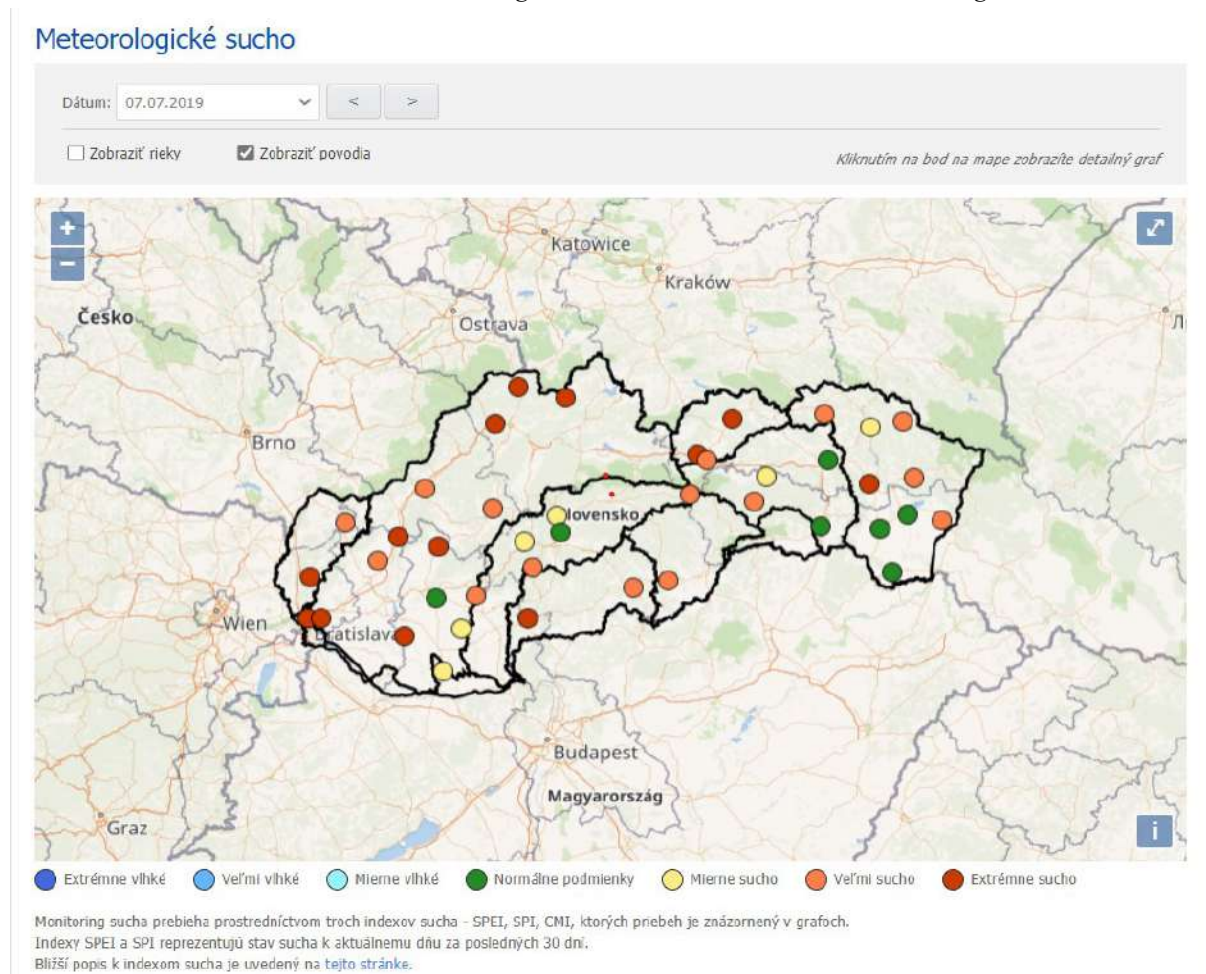 Meteorologické sucho
Dátum: 07.07.2019 < >
Zobraziť rieky Zobraziť povodia
Kliknutím na bod na mape zobrazíte detailný graf
+
−
Katowice
Kraków
Česko
Ostrava
Brno
Slovensko
Wien
Bratislava
Budapest
Magyarország
Graz
i
Extrémne vlhké Veľmi vlhké Mierne vlhké Normálne podmienky Mierne sucho Veľmi sucho Extrémne sucho
Monitoring sucha prebieha prostredníctvom troch indexov sucha - SPEI, SPI, CMI, ktorých priebeh je znázornený v grafoch.
Indexy SPEI a SPI reprezentujú stav sucha k aktuálnemu dňu za posledných 30 dní.
Bližší popis k indexom sucha je uvedený na tejto stránke.